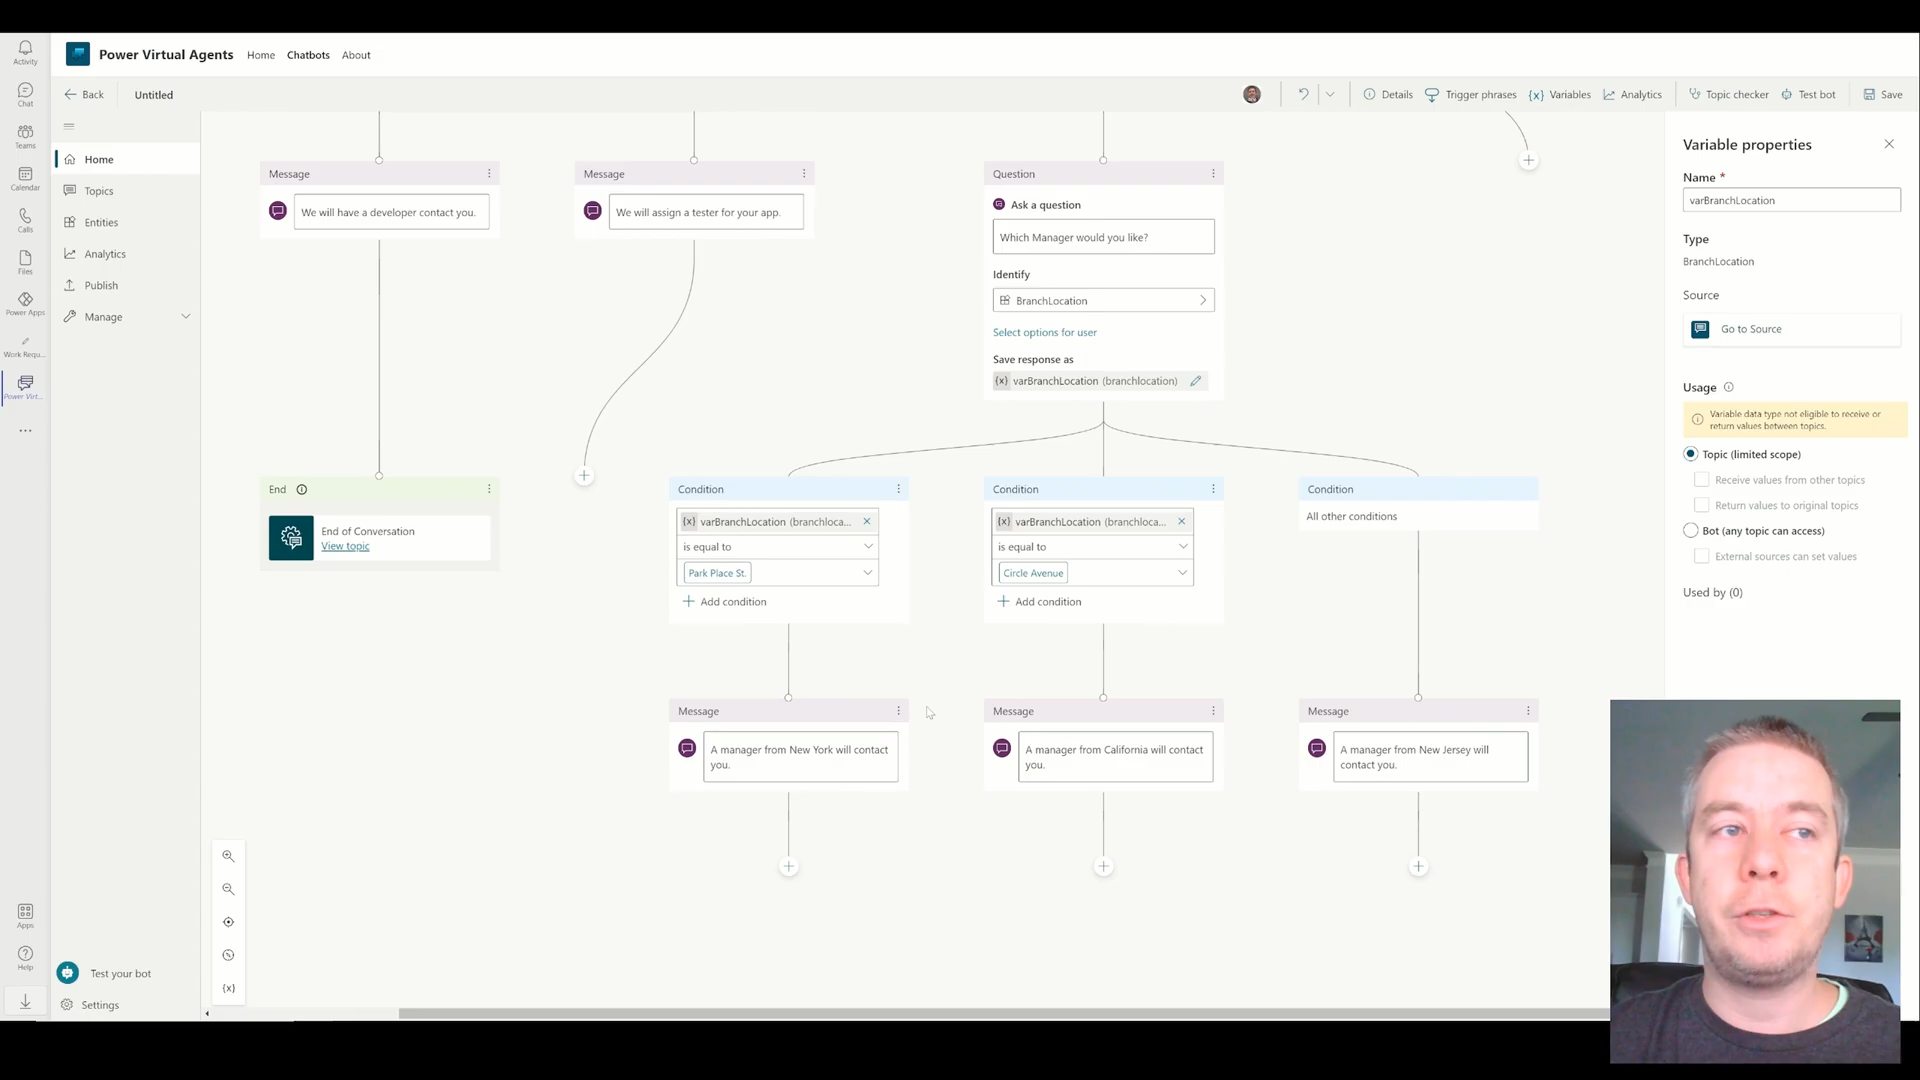 Activity
Chat
Teams
Calendar
Calls
Files
Power Apps
Work Requ...
Power Virt...
Apps
Help
Power Virtual Agents
Home
Chatbots
About
Back
Untitled
Details
Trigger phrases
{x} Variables
Analytics
Topic checker
Test bot
Save
Home
Topics
Entities
Analytics
Publish
Manage
Test your bot
Settings
Message
We will have a developer contact you.
Message
We will assign a tester for your app.
Question
Ask a question
Which Manager would you like?
Identify
BranchLocation
Select options for user
Save response as
{x} varBranchLocation (branchlocation)
End
End of Conversation
View topic
Condition
{x} varBranchLocation (branchloca...
is equal to
Park Place St.
Add condition
Condition
{x} varBranchLocation (branchloca...
is equal to
Circle Avenue
Add condition
Condition
All other conditions
Message
A manager from New York will contact
you.
Message
A manager from California will contact
you.
Message
A manager from New Jersey will
contact you.
{x}
Variable properties
Name *
varBranchLocation
Type
BranchLocation
Source
Go to Source
Usage
Variable data type not eligible to receive or
return values between topics.
Topic (limited scope)
Receive values from other topics
Return values to original topics
Bot (any topic can access)
External sources can set values
Used by (0)